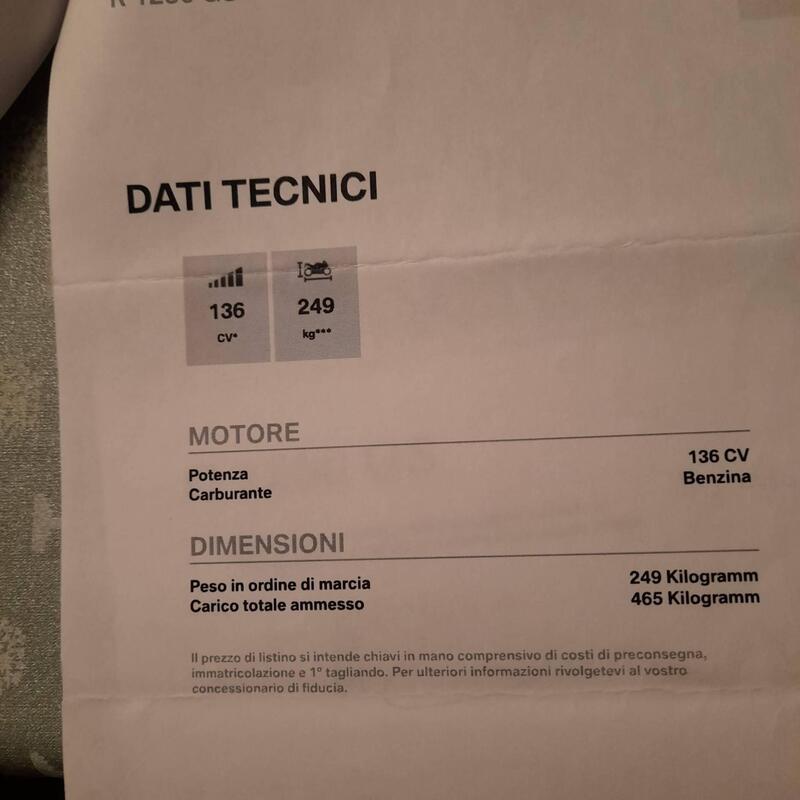 DATI TECNICI
136
CV*
249
kg***
MOTORE
Potenza 136 CV
Carburante Benzina
DIMENSIONI
Peso in ordine di marcia 249 Kilogramm
Carico totale ammesso 465 Kilogramm
Il prezzo di listino si intende chiavi in mano comprensivo di costi di preconsegna,
immatricolazione e 1° tagliando. Per ulteriori informazioni rivolgetevi al vostro
concessionario di fiducia.